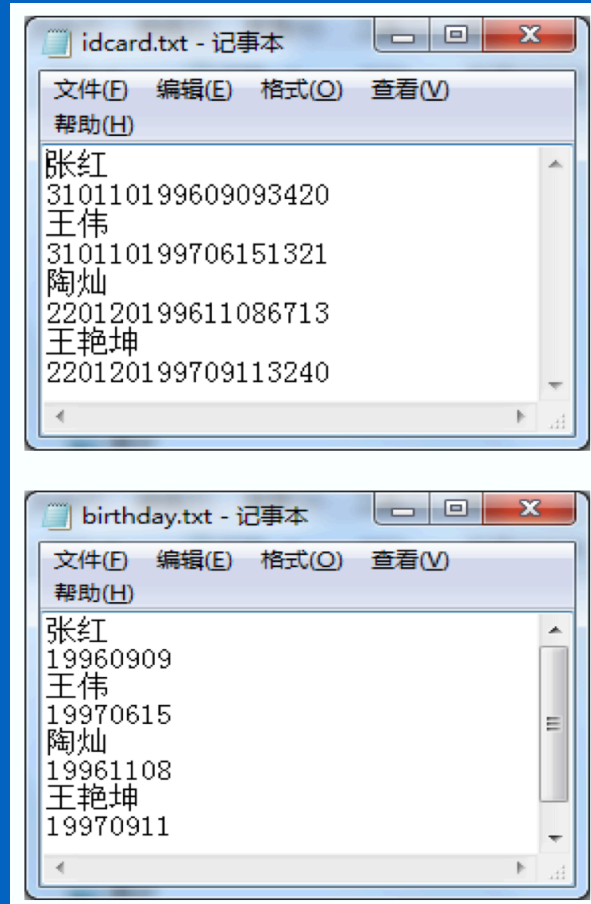 idcard.txt - 记事本
文件(F) 编辑(E) 格式(O) 查看(V)
帮助(H)
张红
310110199609093420
王伟
310110199706151321
陶灿
220120199611086713
王艳坤
220120199709113240
birthday.txt - 记事本
文件(F) 编辑(E) 格式(O) 查看(V)
帮助(H)
张红
19960909
王伟
19970615
陶灿
19961108
王艳坤
19970911